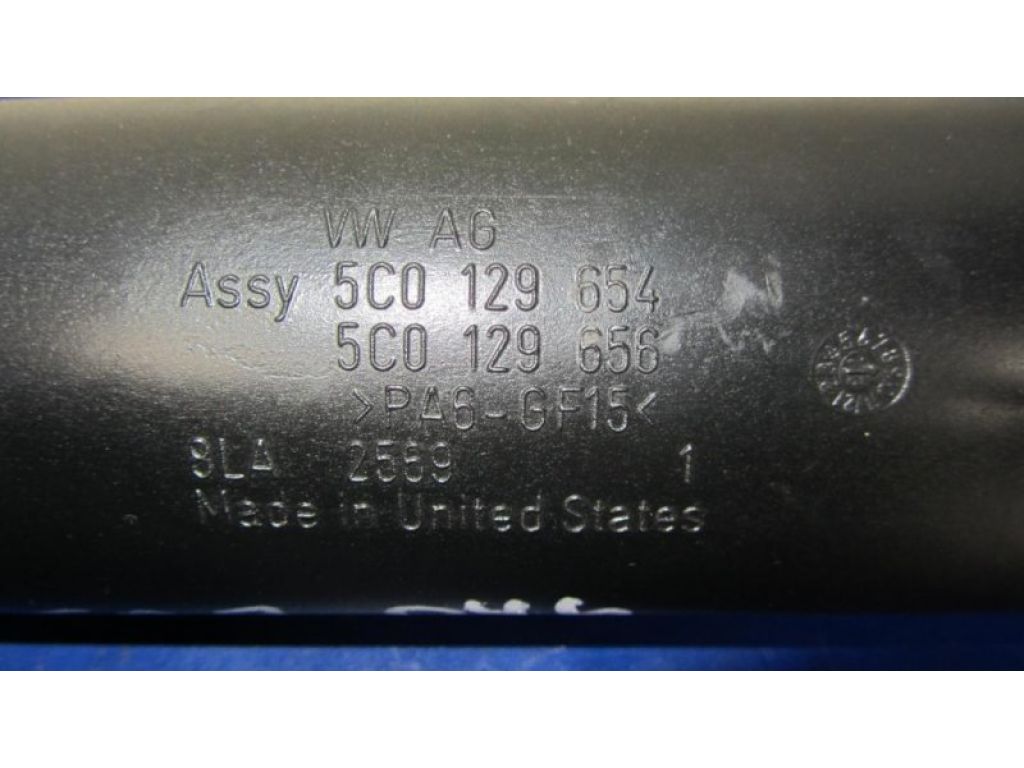 VW AG
Assy 5C0 129 654
5C0 129 656
>PA6-GF15<
8LA 2569 1
Made in United States